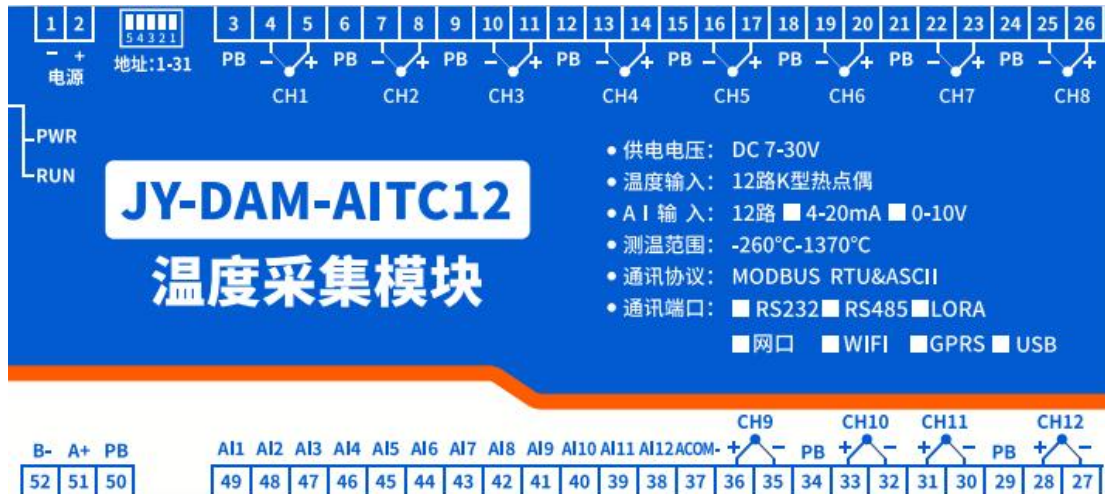 1 2 3 4 5 6 7 8 9 10 11 12 13 14 15 16 17 18 19 20 21 22 23 24 25 26
5 4 3 2 1
- + 地址:1-31 PB - + PB - + PB - + PB - + PB - + PB - + PB - + PB - +
电源
CH1 CH2 CH3 CH4 CH5 CH6 CH7 CH8
PWR
RUN
JY-DAM-AITC12
温度采集模块
• 供电电压： DC 7-30V
• 温度输入： 12路K型热点偶
• AI 输 入： 12路 ■ 4-20mA ■ 0-10V
• 测温范围： -260°C-1370°C
• 通讯协议： MODBUS RTU&ASCII
• 通讯端口： ■ RS232 ■ RS485 ■ LORA
■ 网口 ■ WIFI ■ GPRS ■ USB
CH9 CH10 CH11 CH12
B- A+ PB AI1 AI2 AI3 AI4 AI5 AI6 AI7 AI8 AI9 AI10 AI11 AI12 ACOM- + - PB + - + - PB + -
52 51 50 49 48 47 46 45 44 43 42 41 40 39 38 37 36 35 34 33 32 31 30 29 28 27